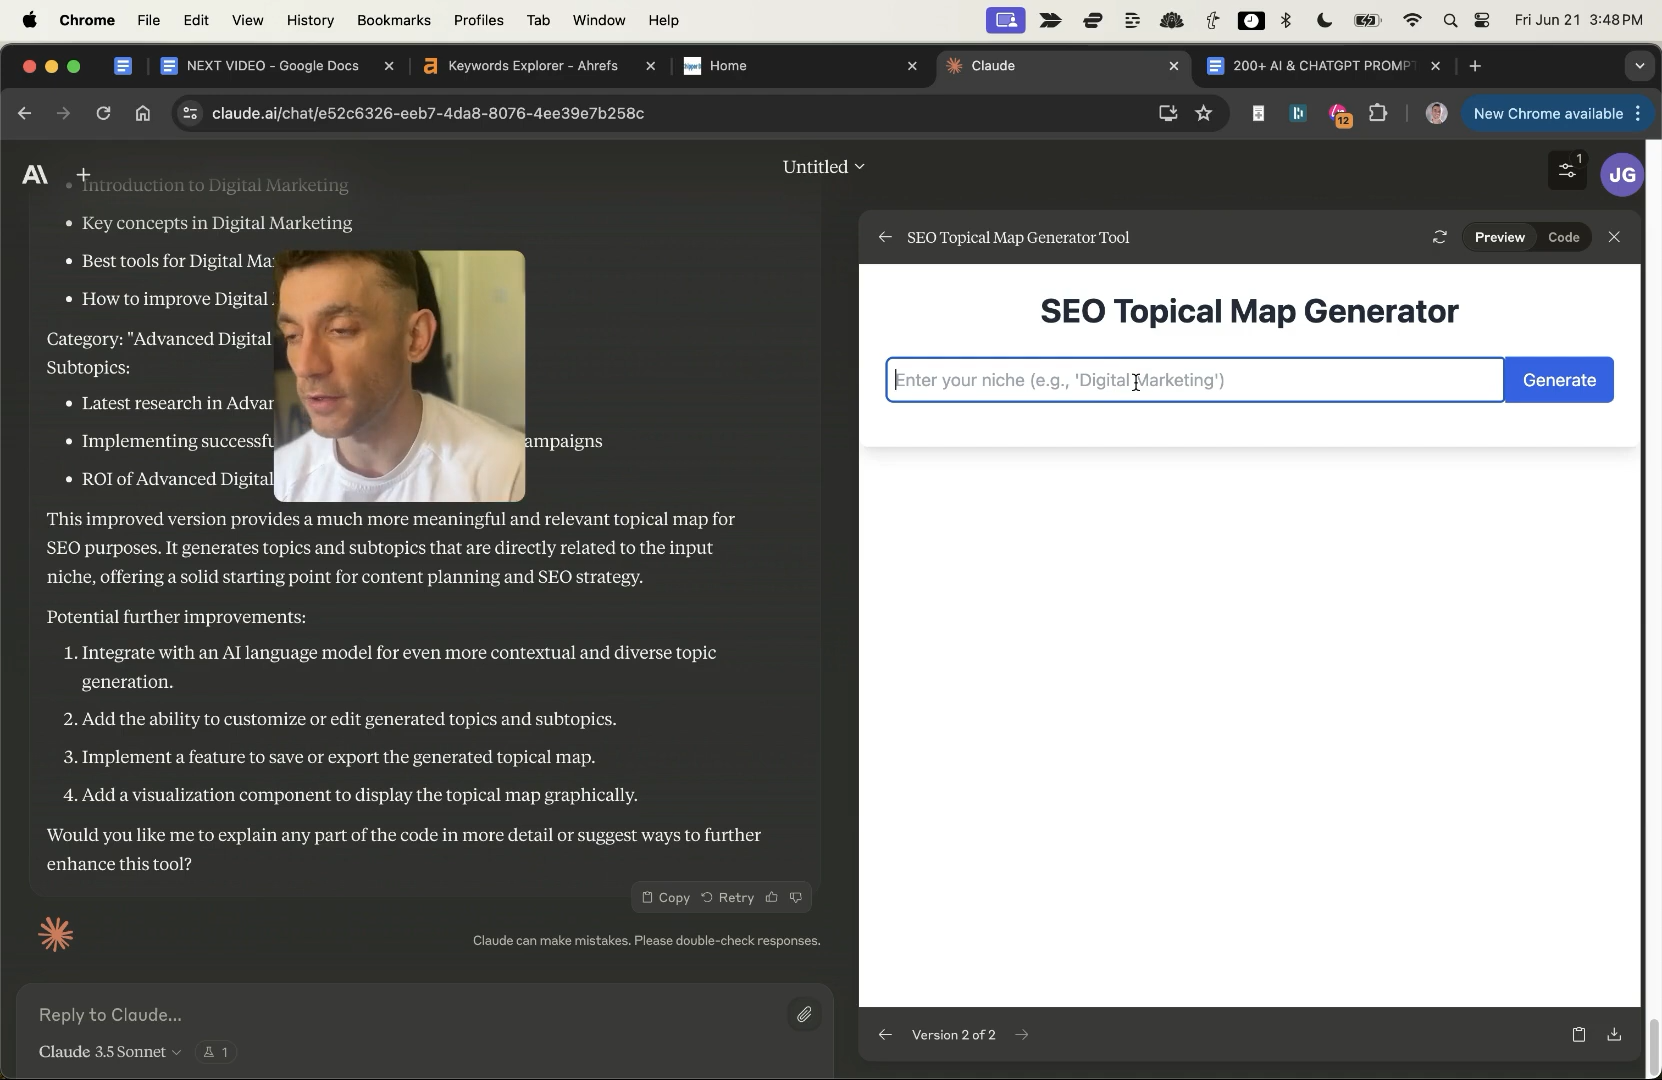 Chrome File Edit View History Bookmarks Profiles Tab Window Help Fri Jun 21 3:48 PM
NEXT VIDEO - Google Docs Keywords Explorer - Ahrefs Home Claude 200+ AI & CHATGPT PROMPT
claude.ai/chat/e52c6326-eeb7-4da8-8076-4ee39e7b258c 12 New Chrome available
Untitled 1 JG
Introduction to Digital Marketing
Key concepts in Digital Marketing
Best tools for Digital
How to improve Digital
Category: "Advanced Digital
Subtopics:
Latest research in
Implementing ampaigns
ROI of Advanced Digital
This improved version provides a much more meaningful and relevant topical map for
SEO purposes. It generates topics and subtopics that are directly related to the input
niche, offering a solid starting point for content planning and SEO strategy.
Potential further improvements:
1. Integrate with an AI language model for even more contextual and diverse topic
generation.
2. Add the ability to customize or edit generated topics and subtopics.
3. Implement a feature to save or export the generated topical map.
4. Add a visualization component to display the topical map graphically.
Would you like me to explain any part of the code in more detail or suggest ways to further
enhance this tool?
Copy Retry
Claude can make mistakes. Please double-check responses.
Reply to Claude...
Claude 3.5 Sonnet 1
SEO Topical Map Generator Tool Preview Code
SEO Topical Map Generator
Enter your niche (e.g., 'Digital Marketing') Generate
Version 2 of 2